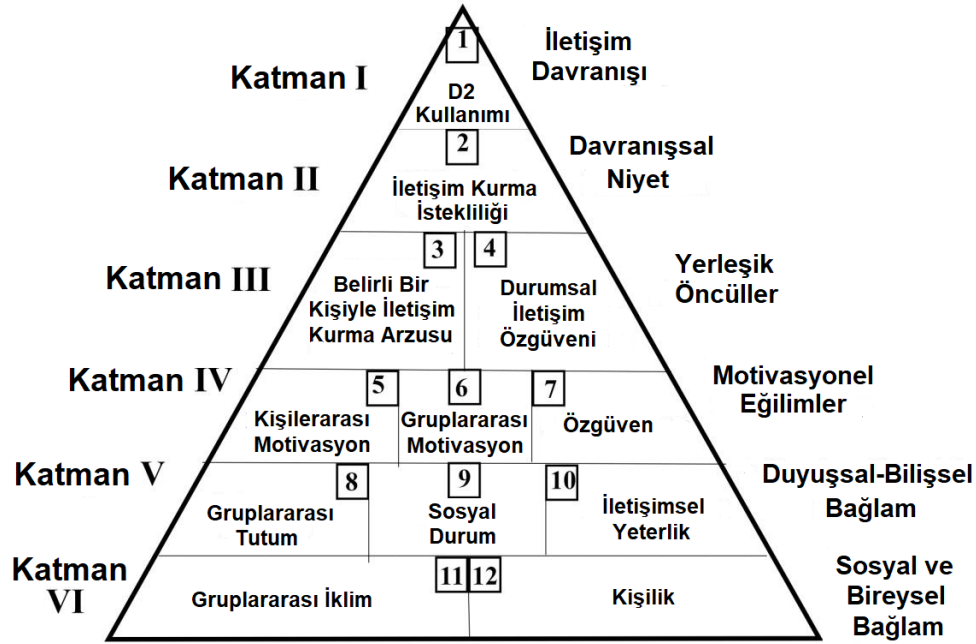 1
İletişim
Davranışı
Katman I
D2
Kullanımı
2
Davranışsal
Niyet
Katman II
İletişim Kurma
İstekliliği
3
4
Katman III
Yerleşik
Öncüller
Belirli Bir
Kişiyle İletişim
Kurma Arzusu
Durumsal
İletişim
Özgüveni
Katman IV
5
6
7
Motivasyonel
Eğilimler
Kişilerarası
Motivasyon
Gruplararası
Motivasyon
Özgüven
Katman V
8
9
10
Duyuşsal-Bilişsel
Bağlam
Gruplararası
Tutum
Sosyal
Durum
İletişimsel
Yeterlik
Katman
VI
11
12
Sosyal ve
Bireysel
Bağlam
Gruplararası İklim
Kişilik